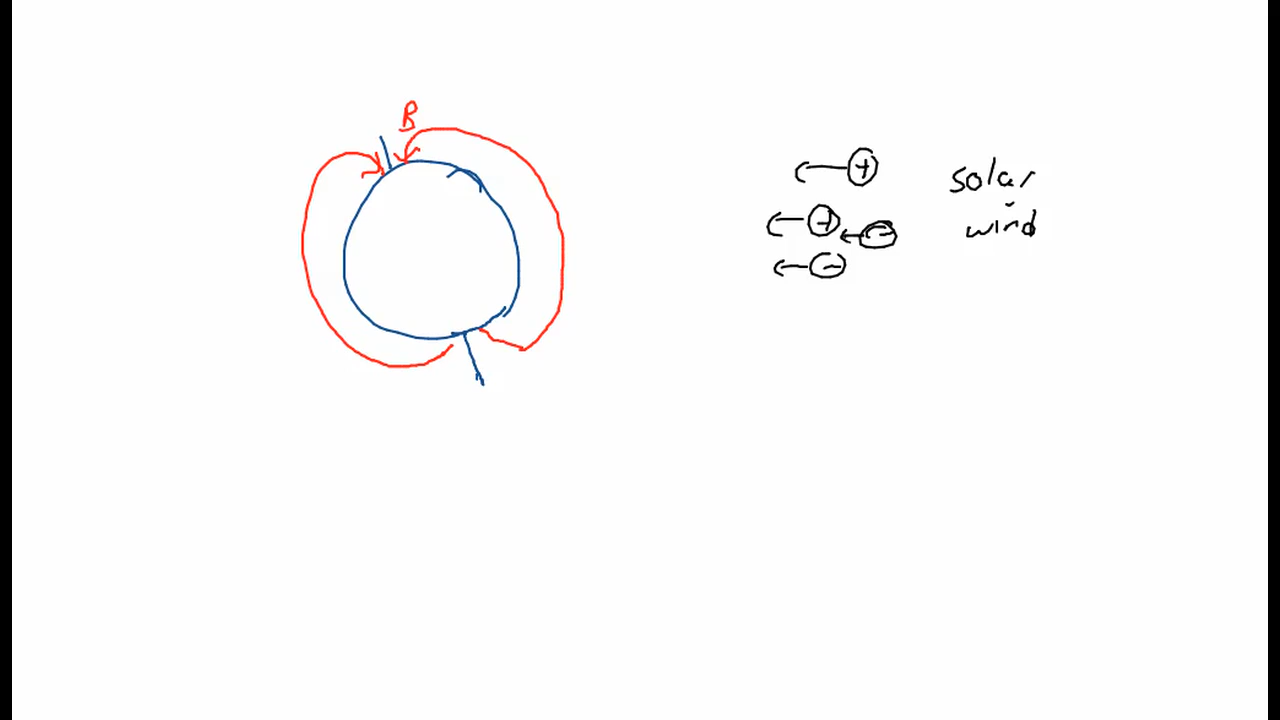 B
+ solar
+ - wind
-